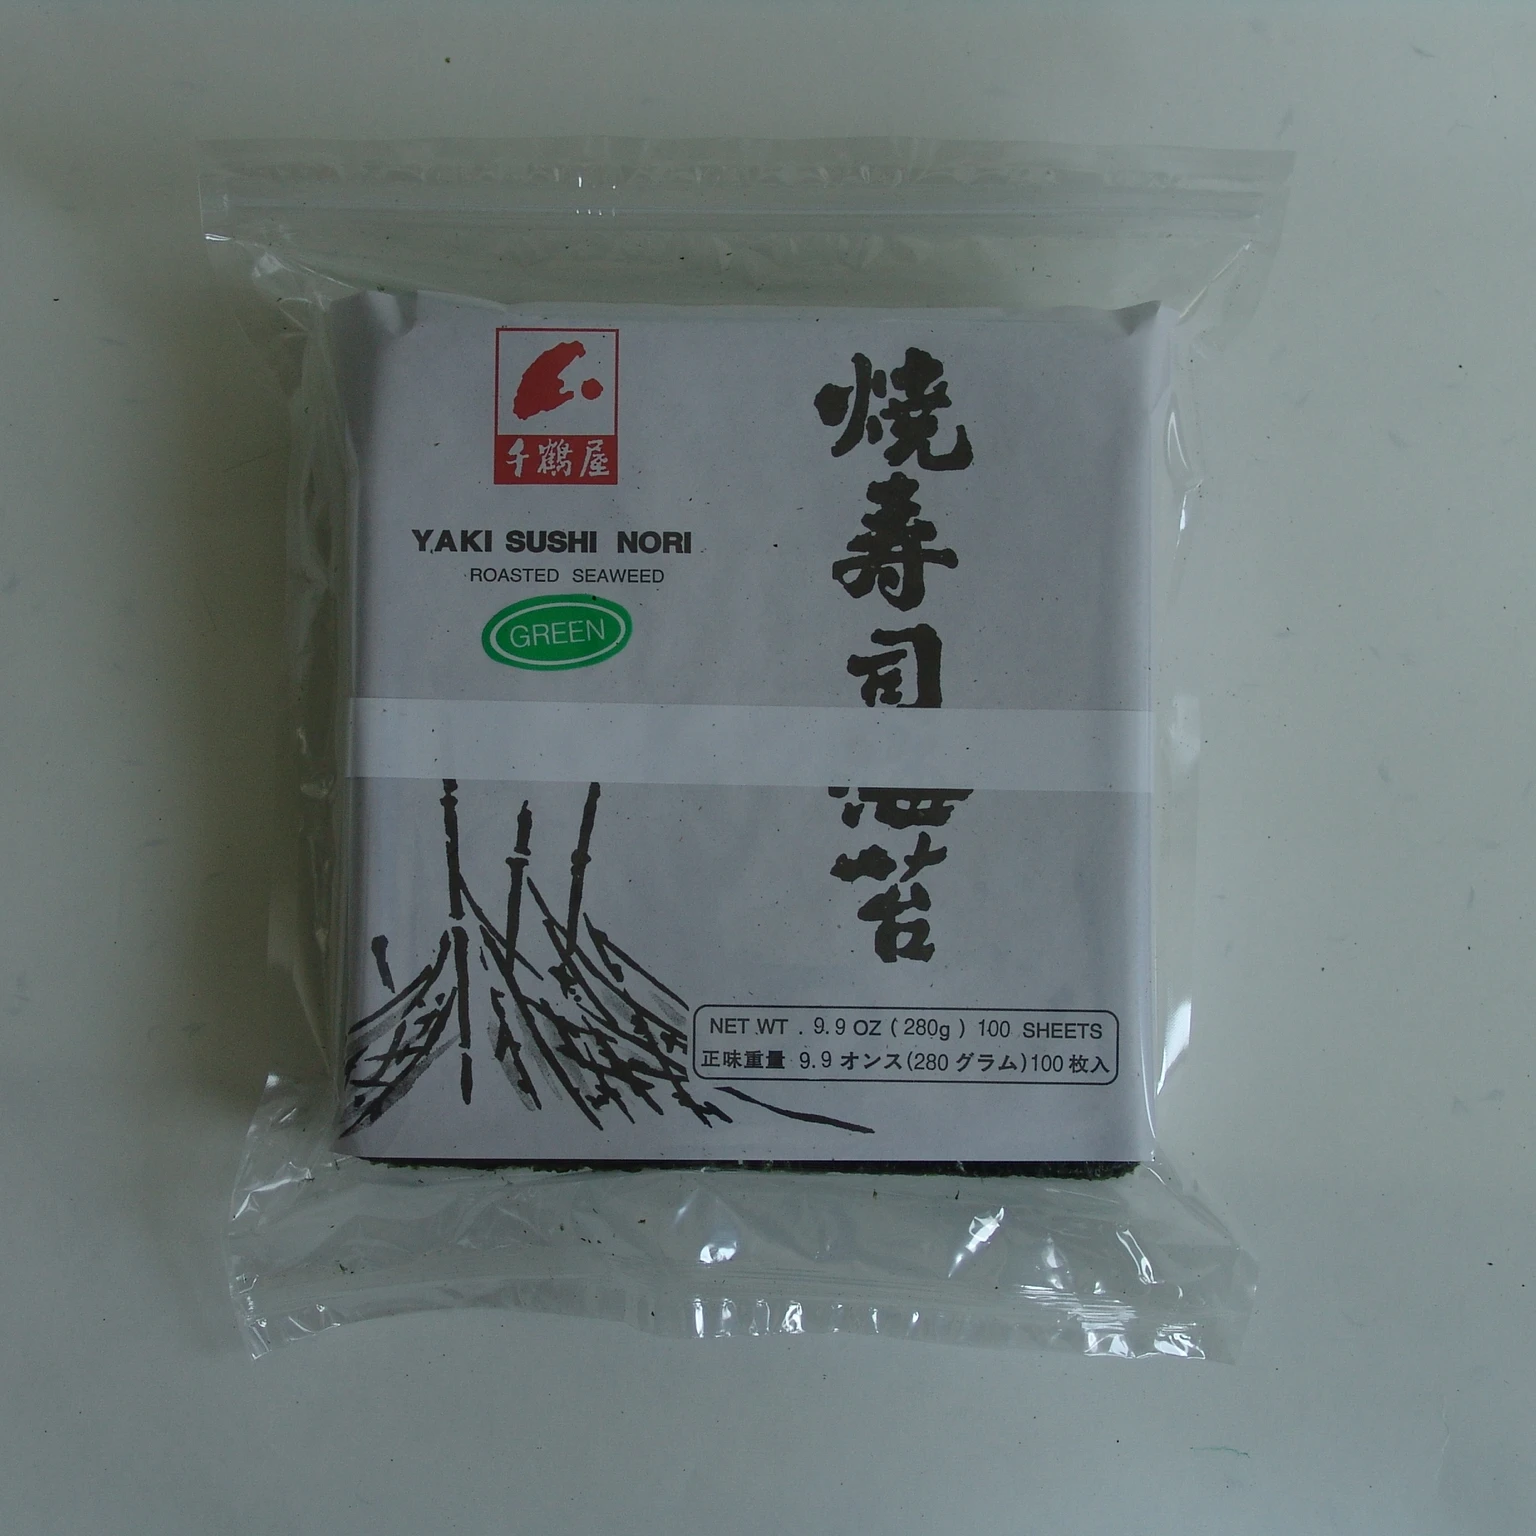 千鶴屋
YAKI SUSHI NORI
ROASTED SEAWEED
GREEN
焼寿司海苔
NET WT. 9.9 OZ (280g) 100 SHEETS
正味重量 9.9 オンス(280 グラム)100 枚入